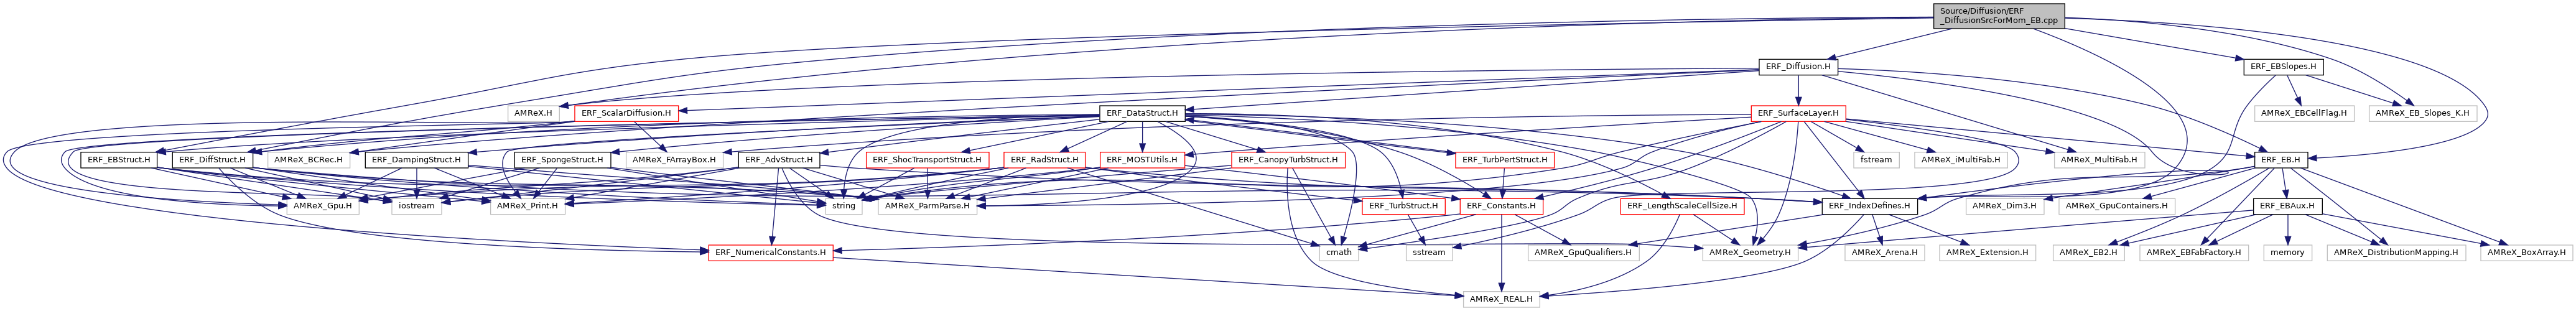 Source/Diffusion/ERF
_DiffusionSrcForMom_EB.cpp
ERF_Diffusion.H
ERF_EBSlopes.H
AMReX.H
ERF_ScalarDiffusion.H
ERF_DataStruct.H
ERF_SurfaceLayer.H
AMReX_EBCellFlag.H
AMReX_EB_Slopes_K.H
ERF_EBStruct.H
ERF_DiffStruct.H
AMReX_BCRec.H
ERF_DampingStruct.H
ERF_SpongeStruct.H
AMReX_FArrayBox.H
ERF_AdvStruct.H
ERF_ShocTransportStruct.H
ERF_RadStruct.H
ERF_MOSTUtils.H
ERF_CanopyTurbStruct.H
ERF_TurbPertStruct.H
fstream
AMReX_iMultiFab.H
AMReX_MultiFab.H
ERF_EB.H
AMReX_Gpu.H
iostream
AMReX_Print.H
string
AMReX_ParmParse.H
ERF_TurbStruct.H
ERF_Constants.H
ERF_LengthScaleCellSize.H
ERF_IndexDefines.H
AMReX_Dim3.H
AMReX_GpuContainers.H
ERF_EBAux.H
ERF_NumericalConstants.H
cmath
sstream
AMReX_GpuQualifiers.H
AMReX_Geometry.H
AMReX_Arena.H
AMReX_Extension.H
AMReX_EB2.H
AMReX_EBFabFactory.H
memory
AMReX_DistributionMapping.H
AMReX_BoxArray.H
AMReX_REAL.H